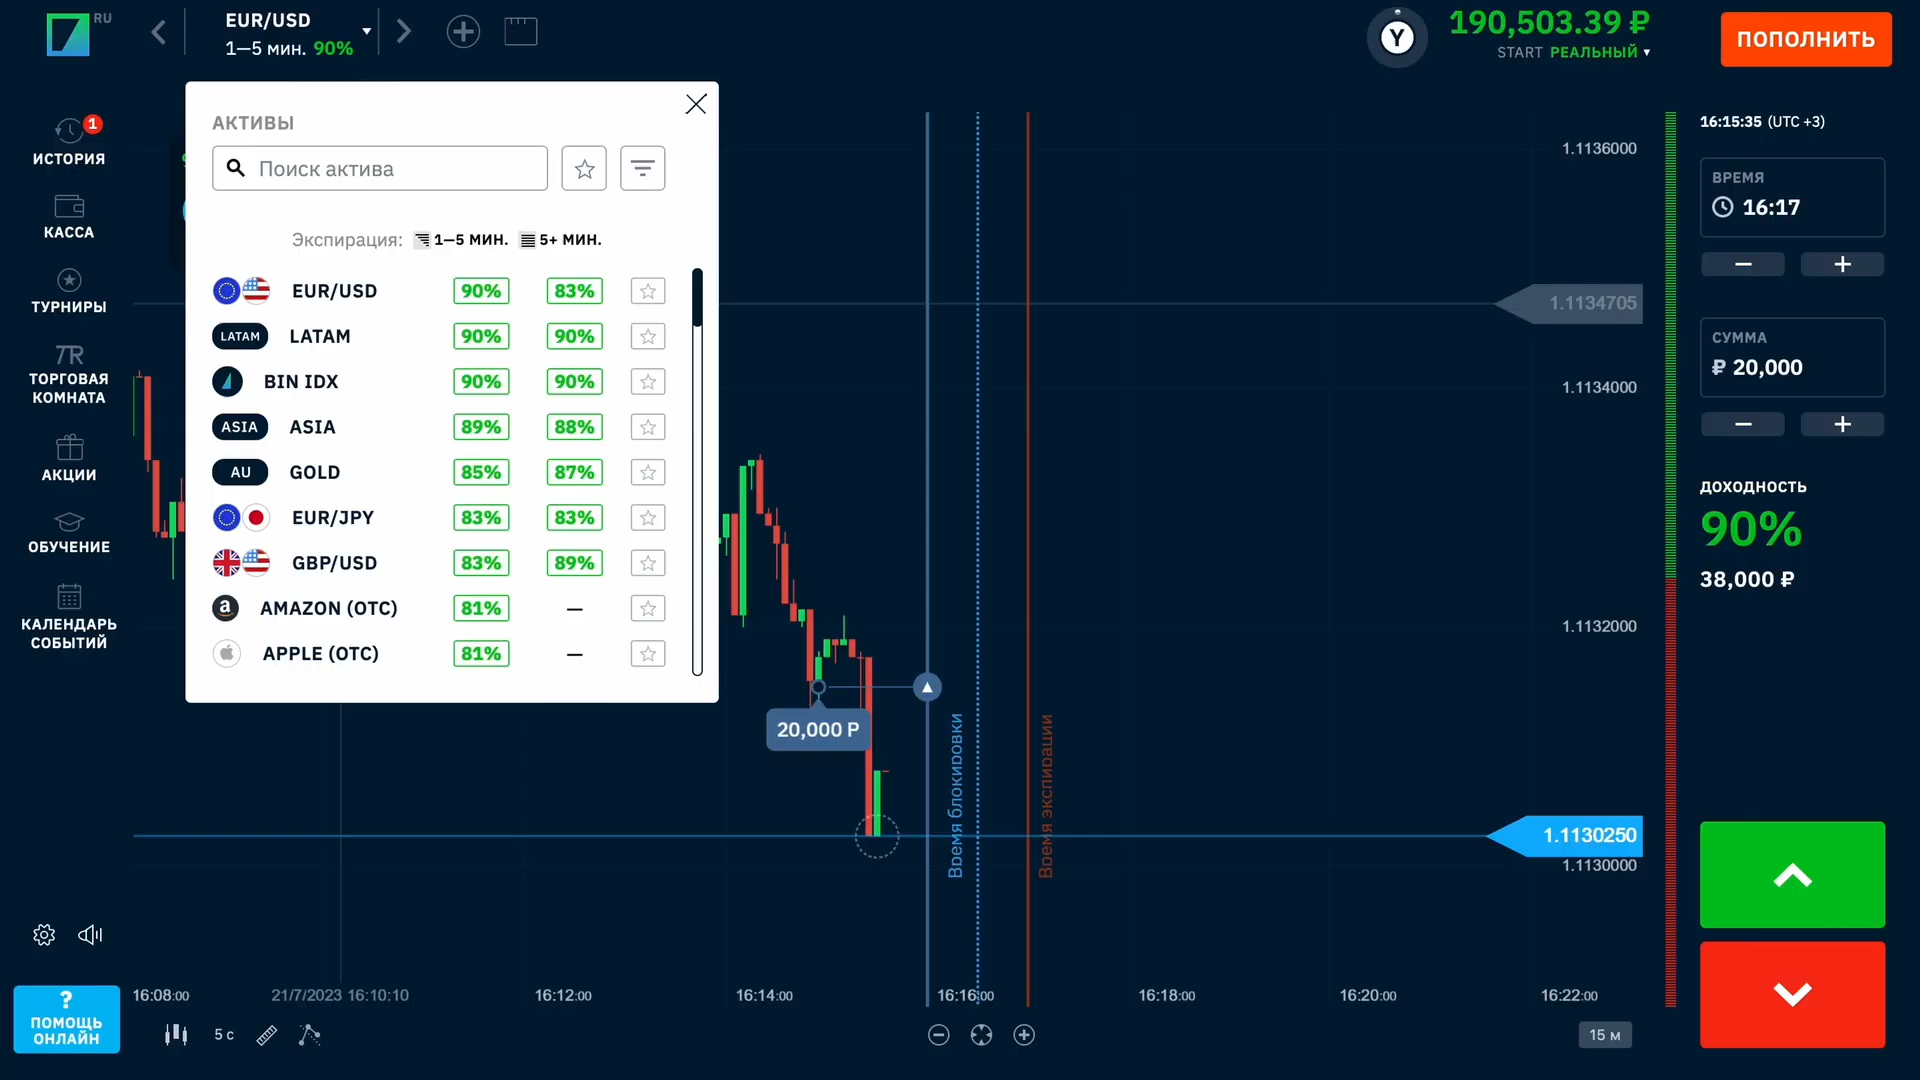 RU
EUR/USD
1—5 мин. 90%
Y
190,503.39 ₽
START РЕАЛЬНЫЙ
ПОПОЛНИТЬ
ИСТОРИЯ
1
КАССА
ТУРНИРЫ
TR
ТОРГОВАЯ
КОМНАТА
АКЦИИ
ОБУЧЕНИЕ
КАЛЕНДАРЬ
СОБЫТИЙ
?
ПОМОЩЬ
ОНЛАЙН
АКТИВЫ
Поиск актива
Экспирация: 1—5 МИН. 5+ МИН.
EUR/USD 90% 83%
LATAM LATAM 90% 90%
BIN IDX 90% 90%
ASIA ASIA 89% 88%
AU GOLD 85% 87%
EUR/JPY 83% 83%
GBP/USD 83% 89%
a AMAZON (OTC) 81% —
APPLE (OTC) 81% —
20,000 Р
Время блокировки
Время экспирации
1.1136000
1.1134705
1.1134000
1.1132000
1.1130250
1.1130000
16:08:00 21/7/2023 16:10:10 16:12:00 16:14:00 16:16:00 16:18:00 16:20:00 16:22:00
5 с
15 м
16:15:35 (UTC +3)
ВРЕМЯ
16:17
− +
СУММА
₽ 20,000
− +
ДОХОДНОСТЬ
90%
38,000 ₽